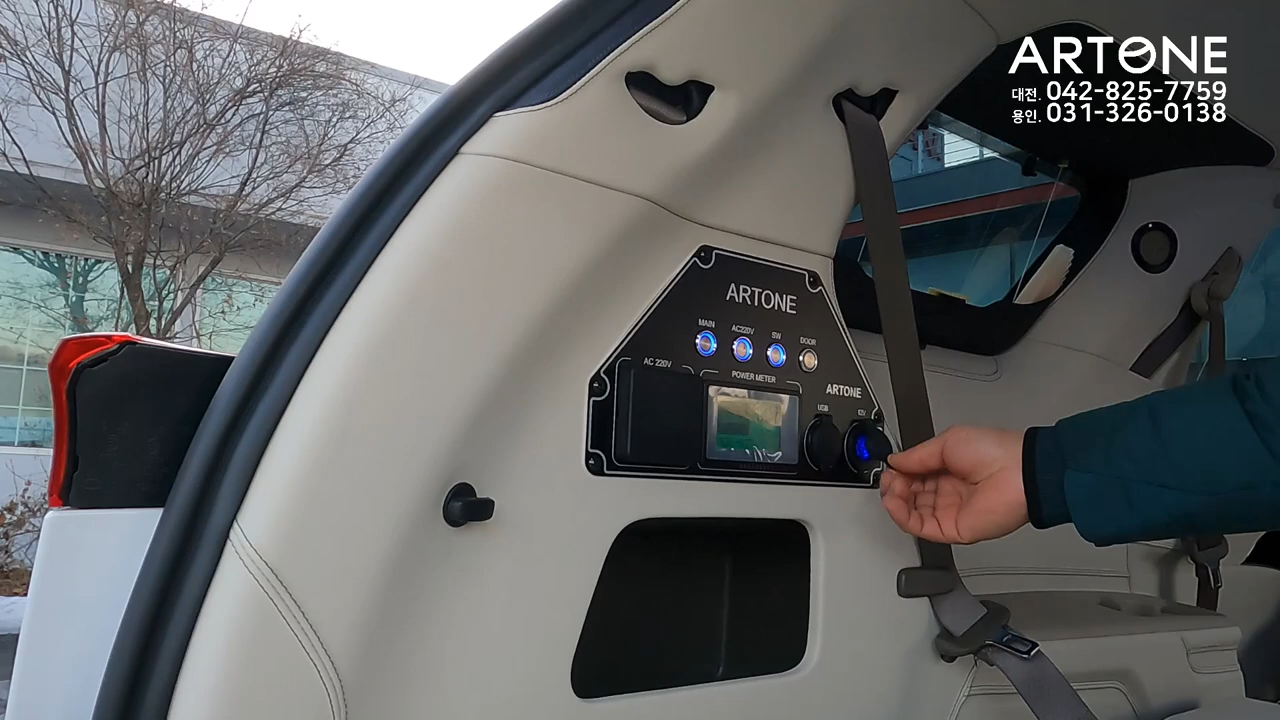 ARTONE
대전. 042-825-7759
용인. 031-326-0138
ARTONE
MAIN AC220V SW DOOR
AC 220V POWER METER ARTONE
USB 12V